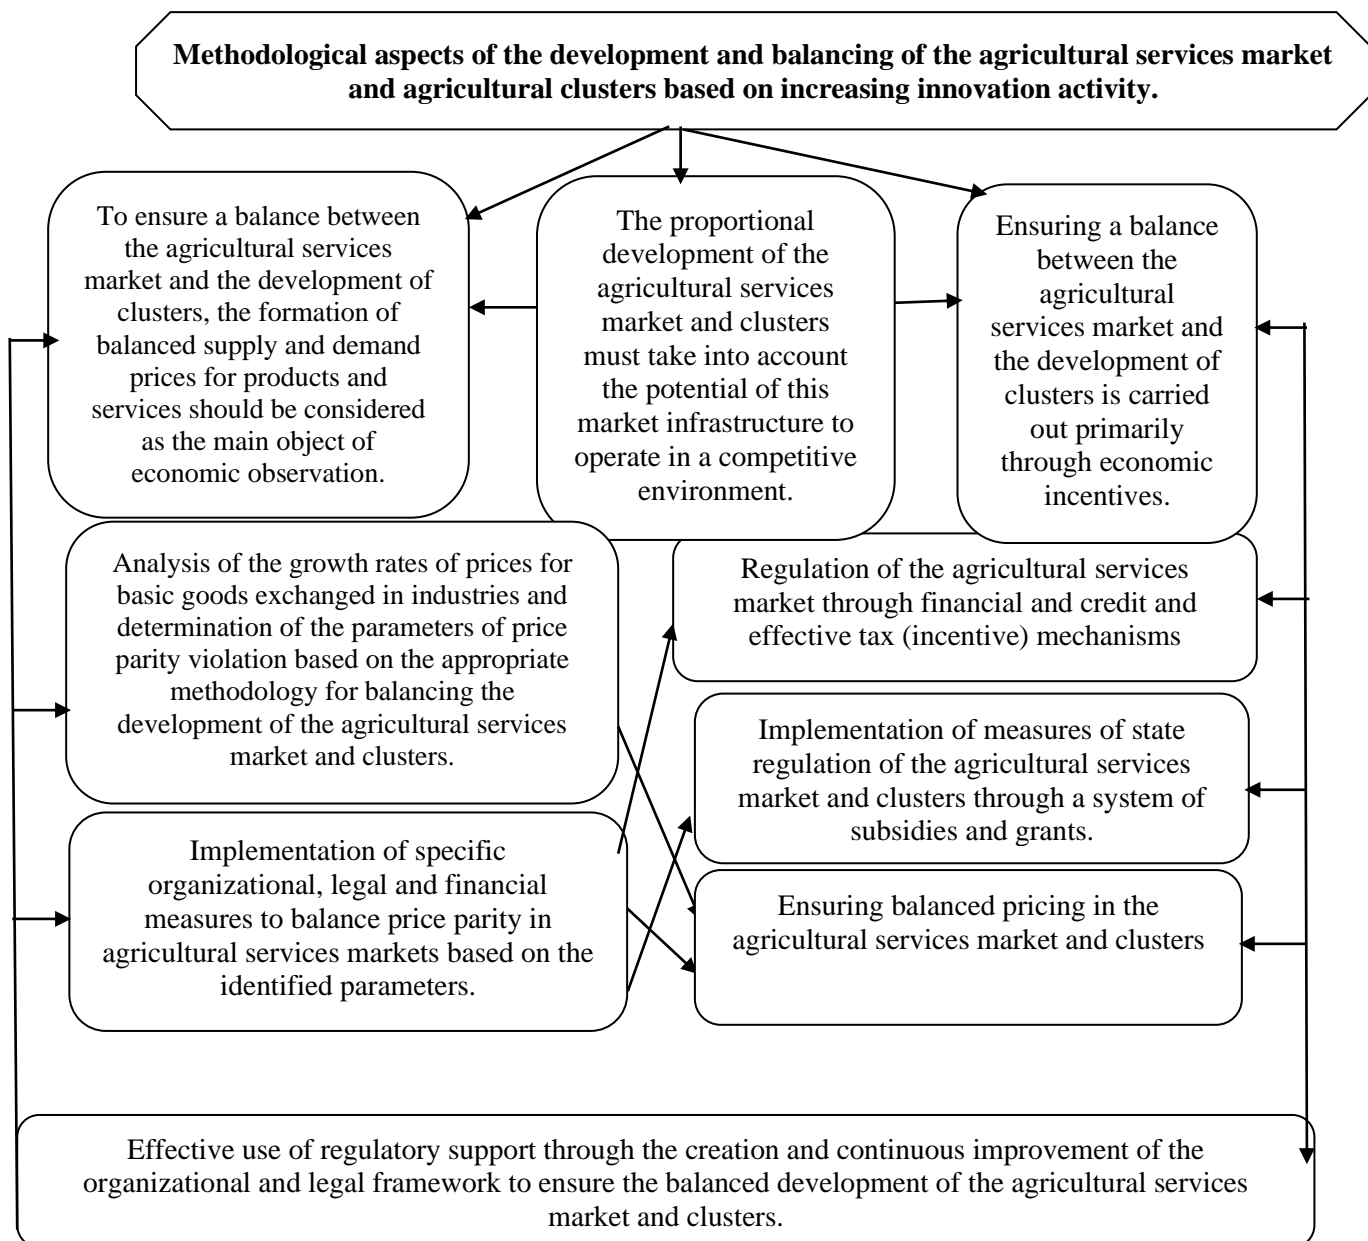 Methodological aspects of the development and balancing of the agricultural services market
and agricultural clusters based on increasing innovation activity.
To ensure a balance between
the agricultural services
market and the development of
clusters, the formation of
balanced supply and demand
prices for products and
services should be considered
as the main object of
economic observation.
The proportional
development of the
agricultural services
market and clusters
must take into account
the potential of this
market infrastructure to
operate in a competitive
environment.
Ensuring a balance
between the
agricultural
services market and
the development of
clusters is carried
out primarily
through economic
incentives.
Analysis of the growth rates of prices for
basic goods exchanged in industries and
determination of the parameters of price
parity violation based on the appropriate
methodology for balancing the
development of the agricultural services
market and clusters.
Regulation of the agricultural services
market through financial and credit and
effective tax (incentive) mechanisms
Implementation of measures of state
regulation of the agricultural services
market and clusters through a system of
subsidies and grants.
Implementation of specific
organizational, legal and financial
measures to balance price parity in
agricultural services markets based on the
identified parameters.
Ensuring balanced pricing in the
agricultural services market and clusters
Effective use of regulatory support through the creation and continuous improvement of the
organizational and legal framework to ensure the balanced development of the agricultural services
market and clusters.